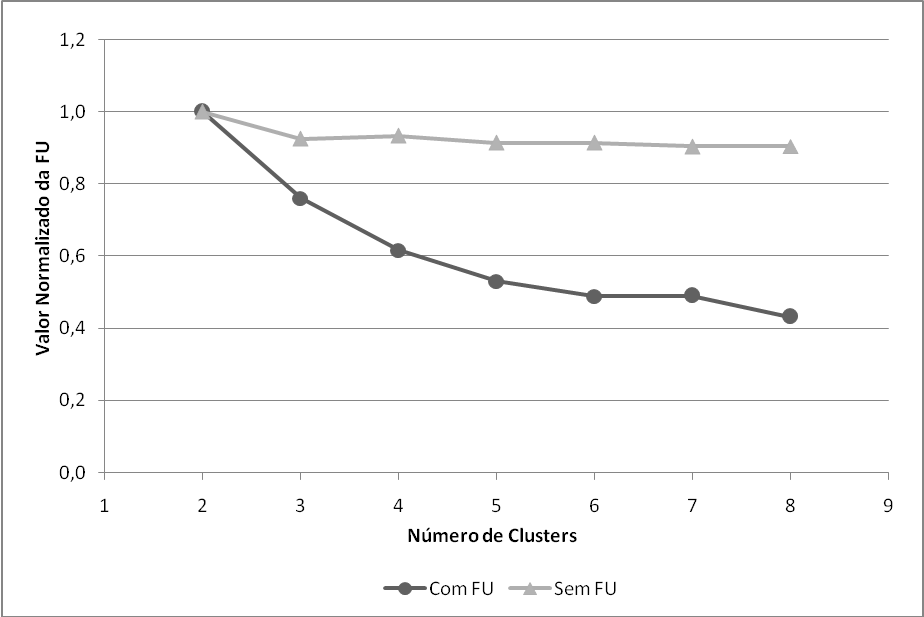 Valor Normalizado da FU
1,2
1,0
0,8
0,6
0,4
0,2
0,0
1 2 3 4 5 6 7 8 9
Número de Clusters
Com FU Sem FU